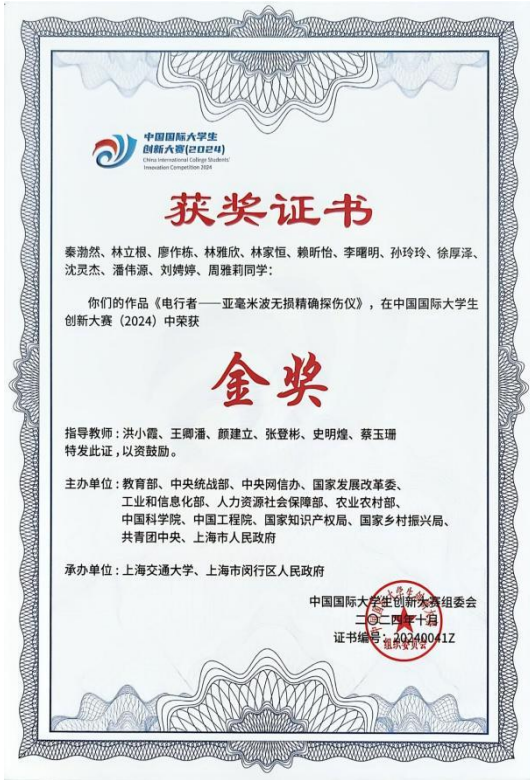 中国国际大学生
创新大赛(2024)
China International College Students'
Innovation Competition 2024
获奖证书
秦渤然、林立根、廖作栋、林雅欣、林家恒、赖昕怡、李曙明、孙玲玲、徐厚泽、
沈灵杰、潘伟源、刘娉婷、周雅莉同学：
你们的作品《电行者——亚毫米波无损精确探伤仪》，在中国国际大学生
创新大赛（2024）中荣获
金奖
指导教师：洪小霞、王卿潘、颜建立、张登彬、史明煌、蔡玉珊
特发此证，以资鼓励。
主办单位：教育部、中央统战部、中央网信办、国家发展改革委、
工业和信息化部、人力资源社会保障部、农业农村部、
中国科学院、中国工程院、国家知识产权局、国家乡村振兴局、
共青团中央、上海市人民政府
承办单位：上海交通大学、上海市闵行区人民政府
中国国际大学生创新大赛组委会
二〇二四年十月
证书编号：20240041Z
组织委员会